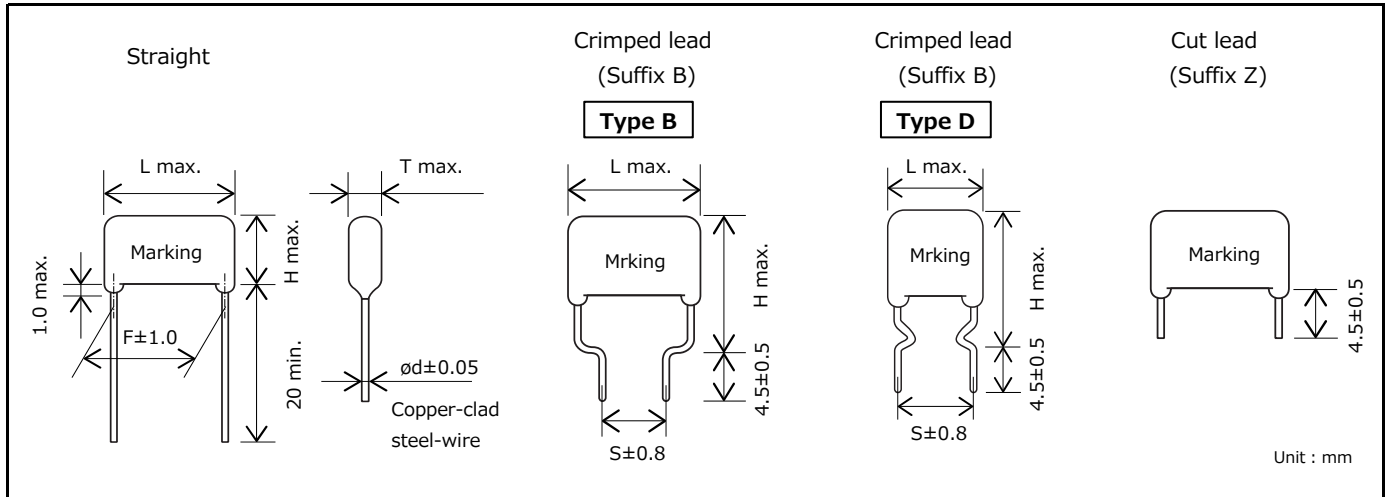 Straight
L max.
Marking
H max.
1.0 max.
F±1.0
20 min.
T max.
ød±0.05
Copper-clad
steel-wire
Crimped lead
(Suffix B)
Type B
L max.
Mrking
H max.
4.5±0.5
S±0.8
Crimped lead
(Suffix B)
Type D
L max.
Mrking
H max.
4.5±0.5
S±0.8
Cut lead
(Suffix Z)
Marking
4.5±0.5
Unit : mm